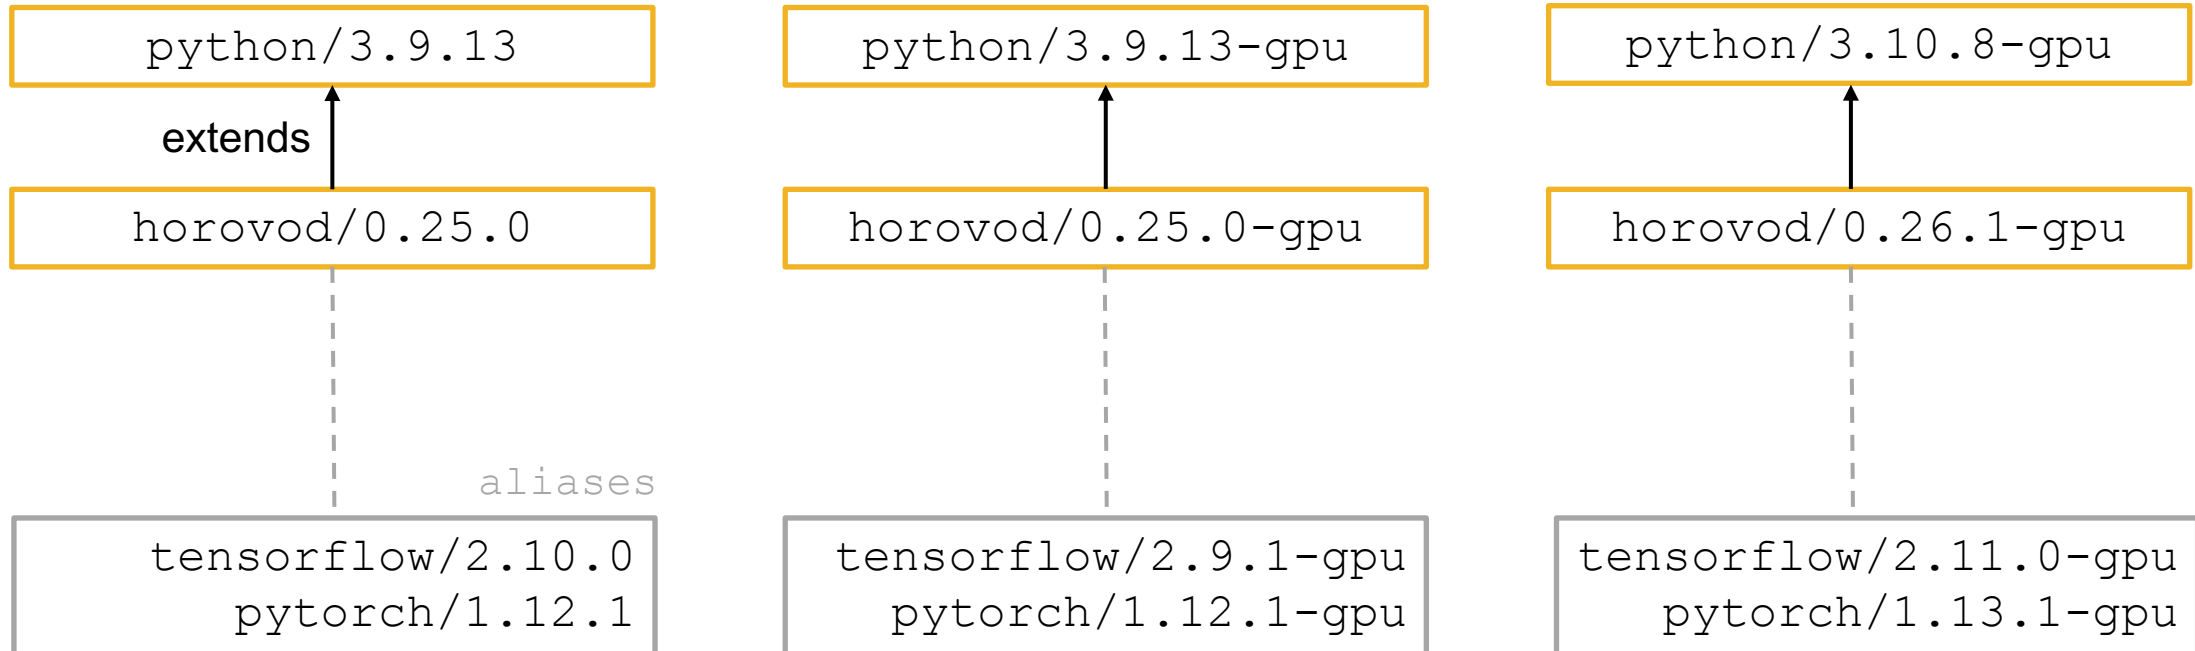 python/3.9.13
python/3.9.13-gpu
python/3.10.8-gpu
extends
horovod/0.25.0
horovod/0.25.0-gpu
horovod/0.26.1-gpu
aliases
tensorflow/2.10.0
pytorch/1.12.1
tensorflow/2.9.1-gpu
pytorch/1.12.1-gpu
tensorflow/2.11.0-gpu
pytorch/1.13.1-gpu